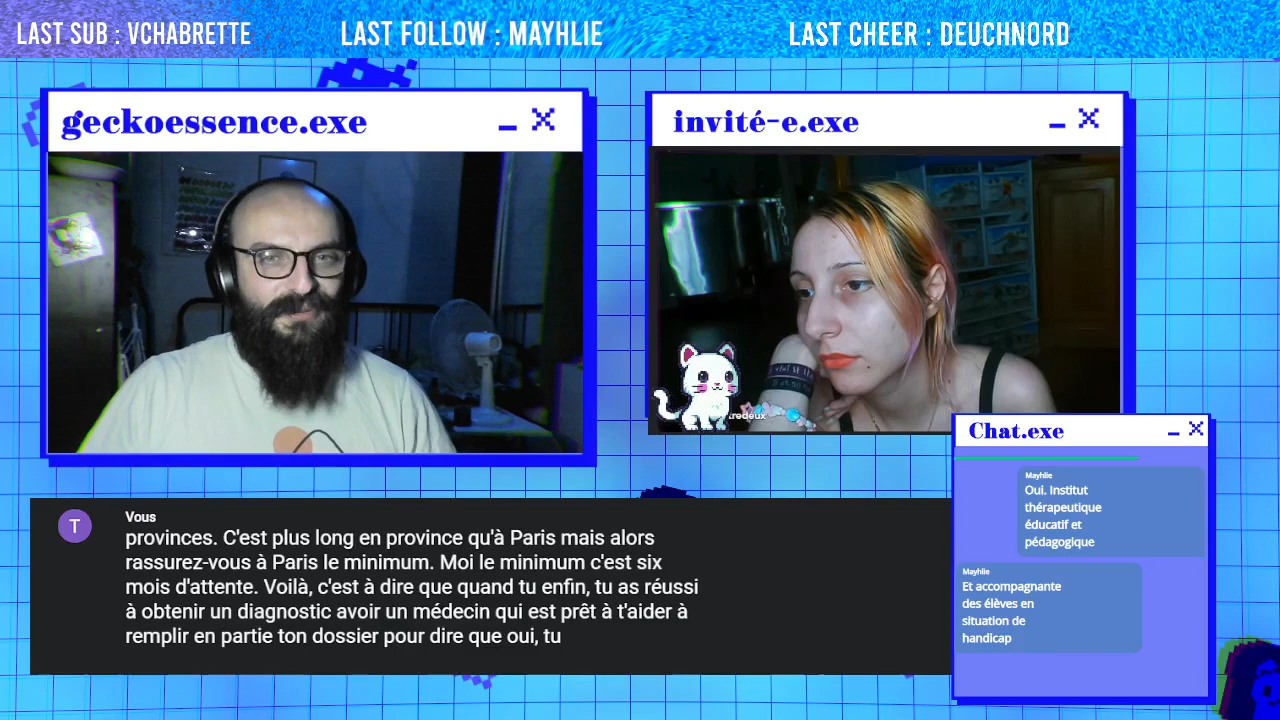 LAST SUB : VCHABRETTE
LAST FOLLOW : MAYHLIE
LAST CHEER : DEUCHNORD
geckoessence.exe
invité-e.exe
redeux
Chat.exe
Mayhlie
Oui. Institut
thérapeutique
éducatif et
pédagogique
Mayhlie
Et accompagnante
des élèves en
situation de
handicap
T
Vous
provinces. C'est plus long en province qu'à Paris mais alors
rassurez-vous à Paris le minimum. Moi le minimum c'est six
mois d'attente. Voilà, c'est à dire que quand tu enfin, tu as réussi
à obtenir un diagnostic avoir un médecin qui est prêt à t'aider à
remplir en partie ton dossier pour dire que oui, tu